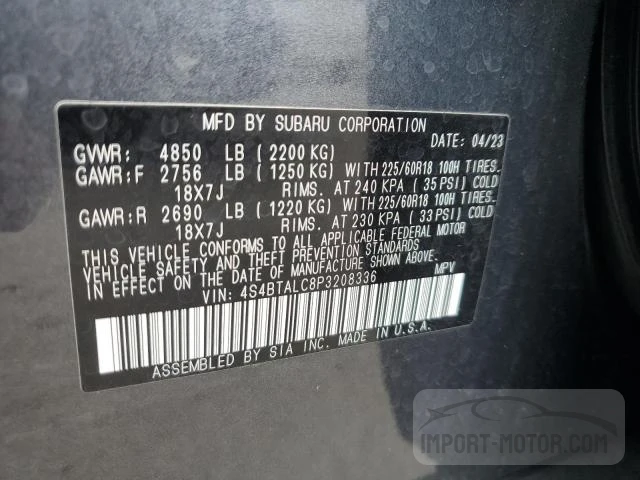 MFD BY SUBARU CORPORATION
DATE: 04/23
GVWR: 4850 LB (2200 KG)
GAWR:F 2756 LB (1250 KG) WITH 225/60R18 100H TIRES.
18X7J RIMS. AT 240 KPA (35 PSI) COLD
GAWR:R 2690 LB (1220 KG) WITH 225/60R18 100H TIRES.
18X7J RIMS. AT 230 KPA (33 PSI) COLD
THIS VEHICLE CONFORMS TO ALL APPLICABLE FEDERAL MOTOR
VEHICLE SAFETY AND THEFT PREVENTION STANDARDS
IN EFFECT ON THE DATE OF MANUFACTURE SHOWN ABOVE.
VIN: 4S4BTALC8P3208336 MPV
ASSEMBLED BY SIA INC. MADE IN U.S.A.
IMPORT-MOTOR.COM